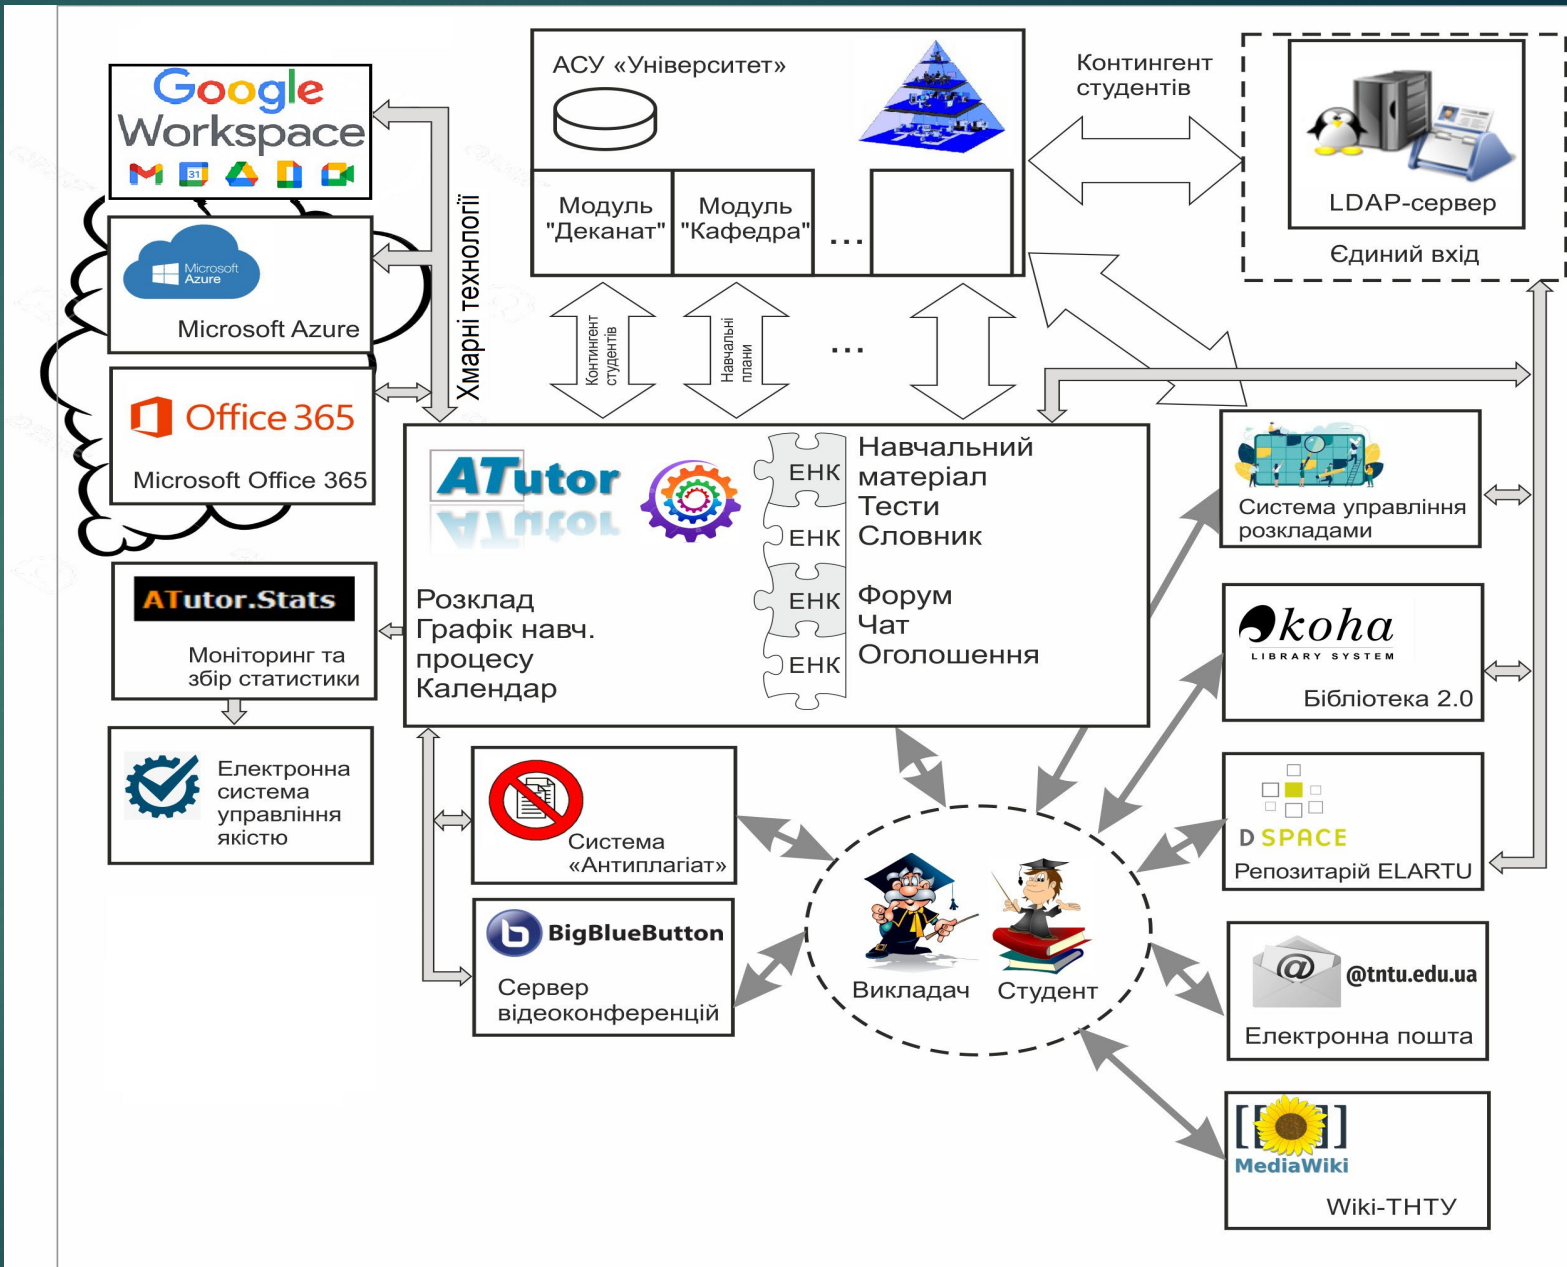 Google
Workspace
31
Microsoft
Azure
Microsoft Azure
Office 365
Microsoft Office 365
Хмарні технології
АСУ «Університет»
Модуль
"Деканат"
Модуль
"Кафедра"
...
Контингент
студентів
LDAP-сервер
Єдиний вхід
Контингент
студентів
Навчальні
плани
...
ATutor
Розклад
Графік навч.
процесу
Календар
ЕНК
ЕНК
ЕНК
ЕНК
Навчальний
матеріал
Тести
Словник
Форум
Чат
Оголошення
Система управління
розкладами
koha
LIBRARY SYSTEM
Бібліотека 2.0
D SPACE
Репозитарій ELARTU
@
@tntu.edu.ua
Електронна пошта
[[ ]]
MediaWiki
Wiki-ТНТУ
ATutor.Stats
Моніторинг та
збір статистики
Електронна
система
управління
якістю
Система
«Антиплагіат»
b
BigBlueButton
Сервер
відеоконференцій
Викладач
Студент